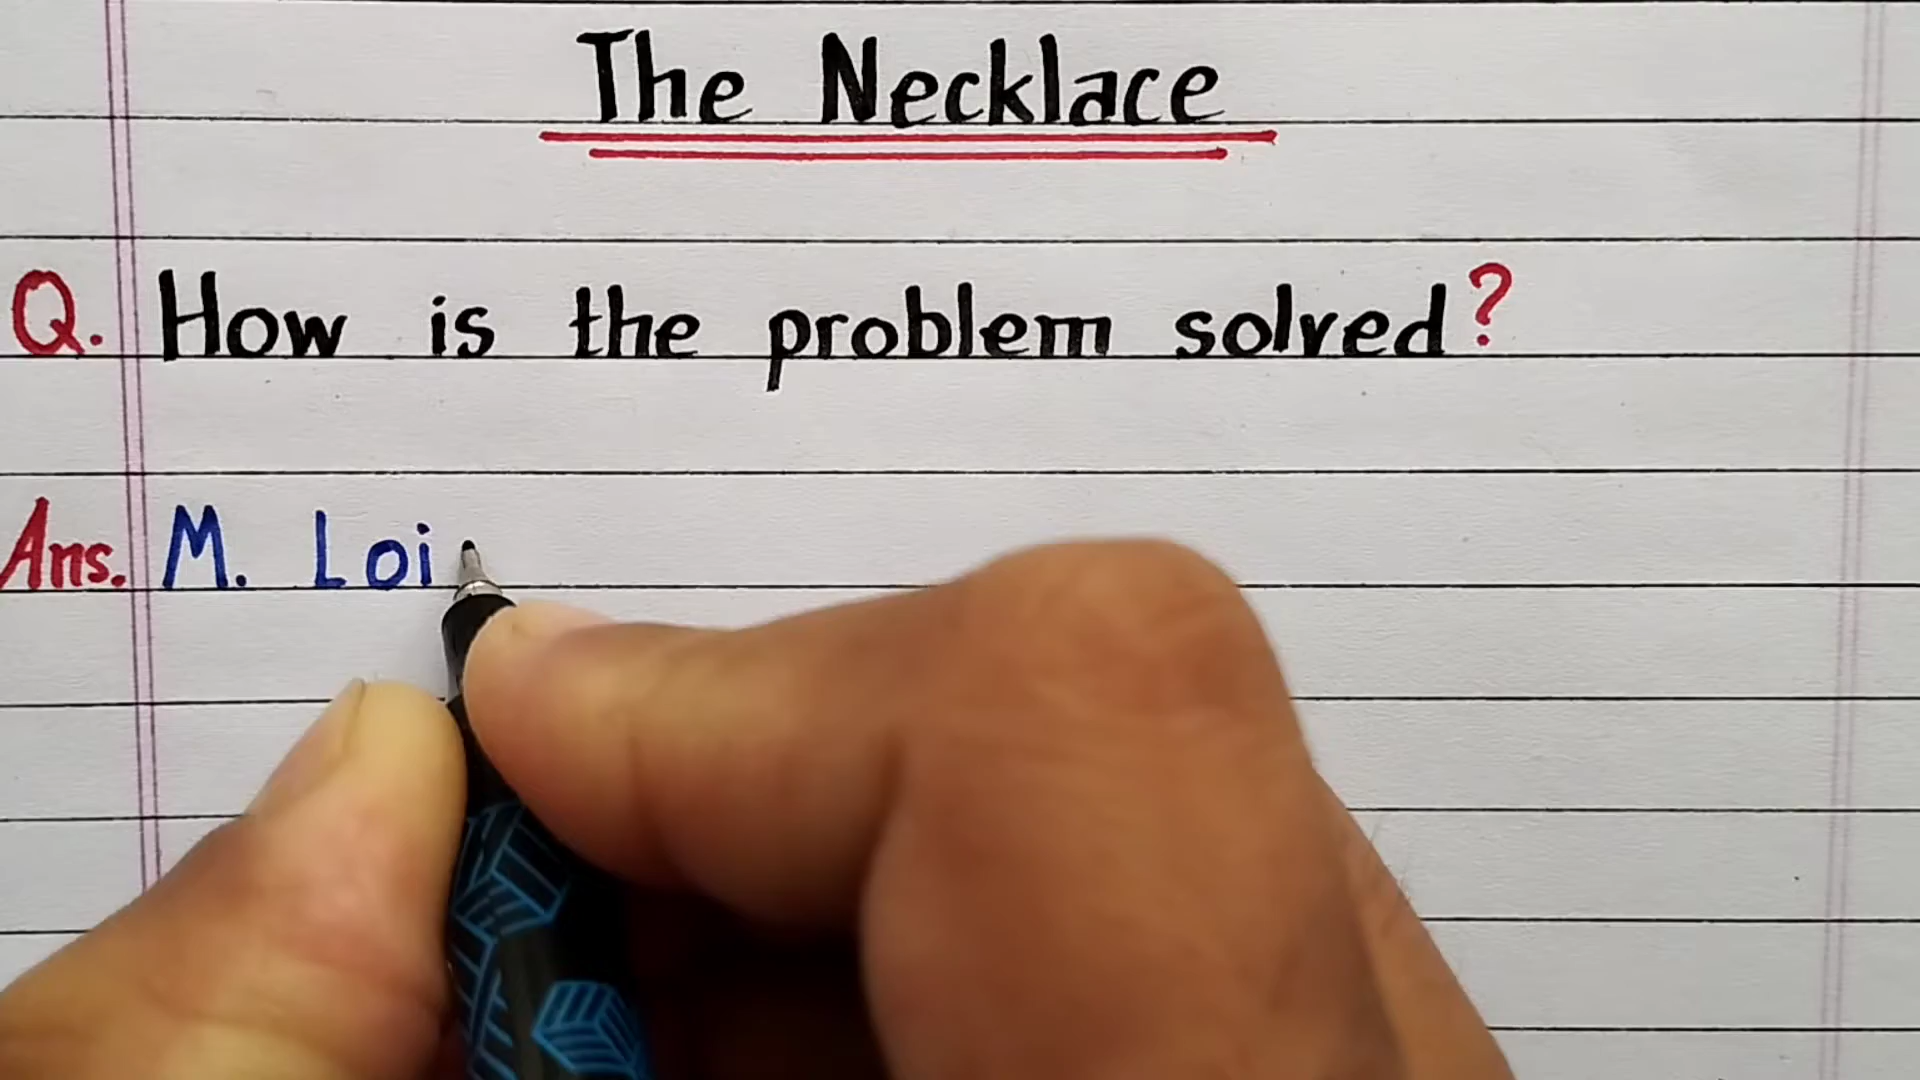 The Necklace
Q. How is the problem solved?
Ans. M. Loi